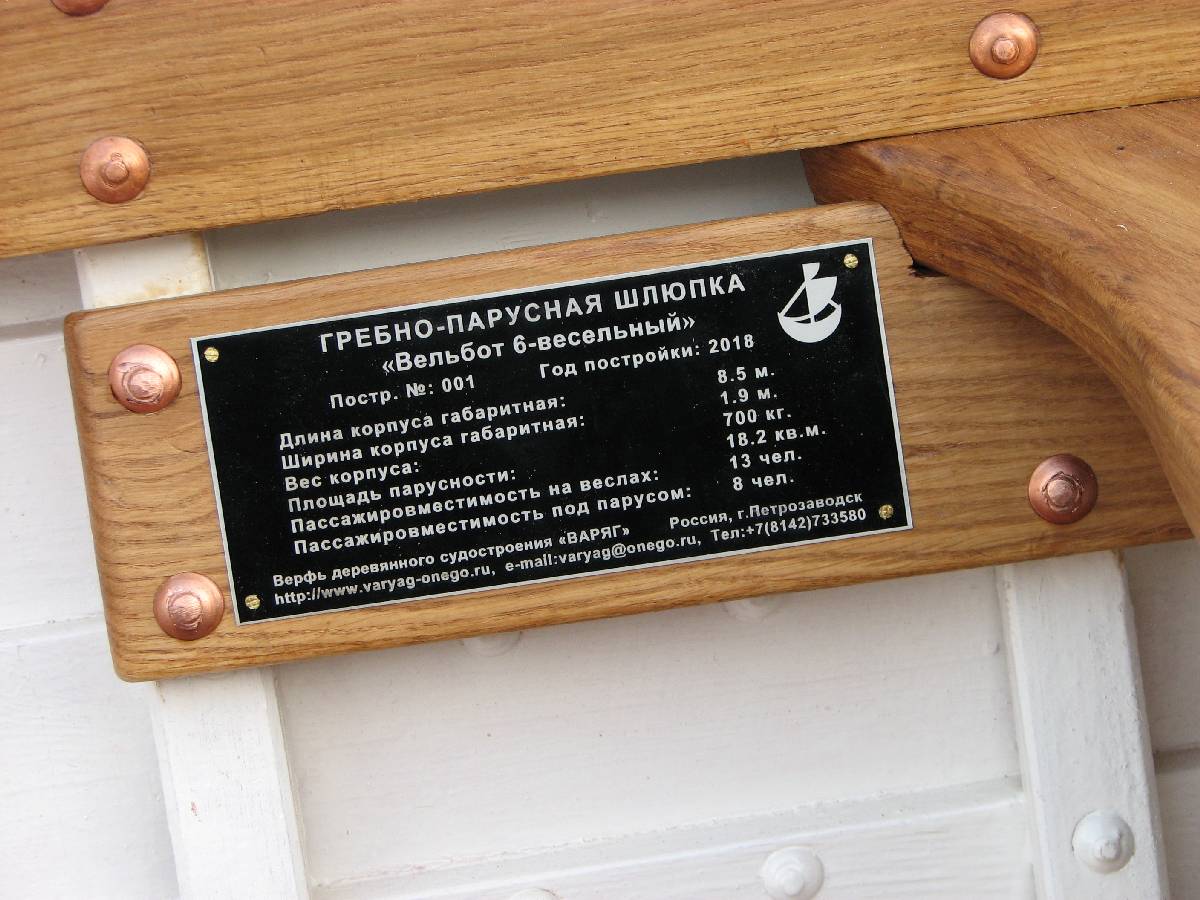 ГРЕБНО-ПАРУСНАЯ ШЛЮПКА
«Вельбот 6-весельный»
Постр. №: 001 Год постройки: 2018
Длина корпуса габаритная: 8.5 м.
Ширина корпуса габаритная: 1.9 м.
Вес корпуса: 700 кг.
Площадь парусности: 18.2 кв.м.
Пассажировместимость на веслах: 13 чел.
Пассажировместимость под парусом: 8 чел.
Верфь деревянного судостроения «ВАРЯГ» Россия, г.Петрозаводск
http://www.varyag-onego.ru, e-mail:varyag@onego.ru, Тел:+7(8142)733580